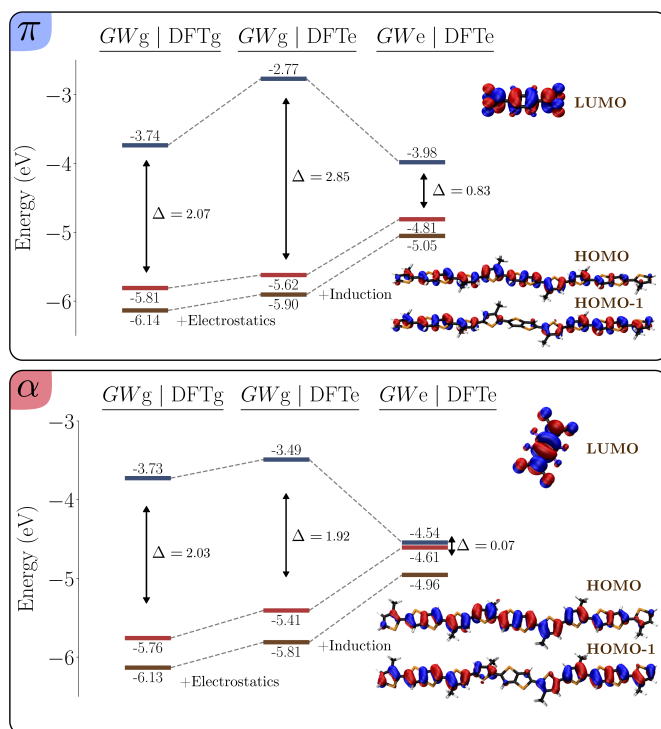 π
GWg | DFTg
GWg | DFTe
GWe | DFTe
Energy (eV)
−3
−4
−5
−6
-3.74
Δ = 2.07
-5.81
-6.14
+Electrostatics
-2.77
Δ = 2.85
-5.62
-5.90
+Induction
-3.98
Δ = 0.83
-4.81
-5.05
LUMO
HOMO
HOMO-1
α
GWg | DFTg
GWg | DFTe
GWe | DFTe
Energy (eV)
−3
−4
−5
−6
-3.73
Δ = 2.03
-5.76
-6.13
+Electrostatics
-3.49
Δ = 1.92
-5.41
-5.81
+Induction
-4.54
Δ = 0.07
-4.61
-4.96
LUMO
HOMO
HOMO-1